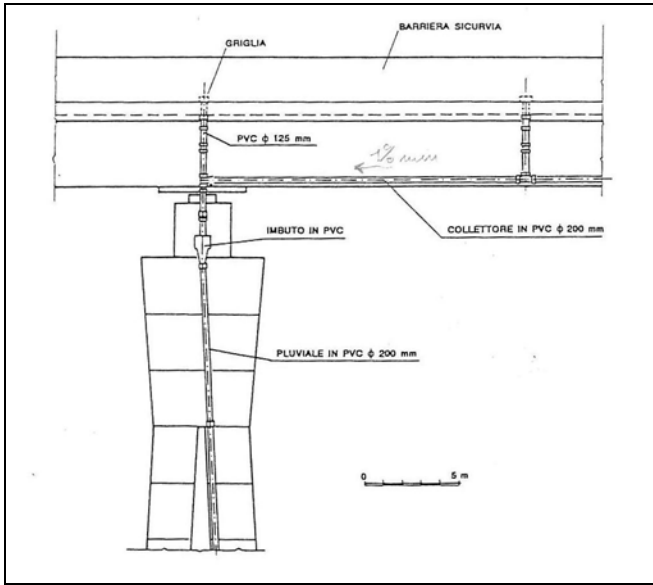 BARRIERA SICURVIA
GRIGLIA
PVC ϕ 125 mm
1% min
COLLETTORE IN PVC ϕ 200 mm
IMBUTO IN PVC
PLUVIALE IN PVC ϕ 200 mm
0 5 m